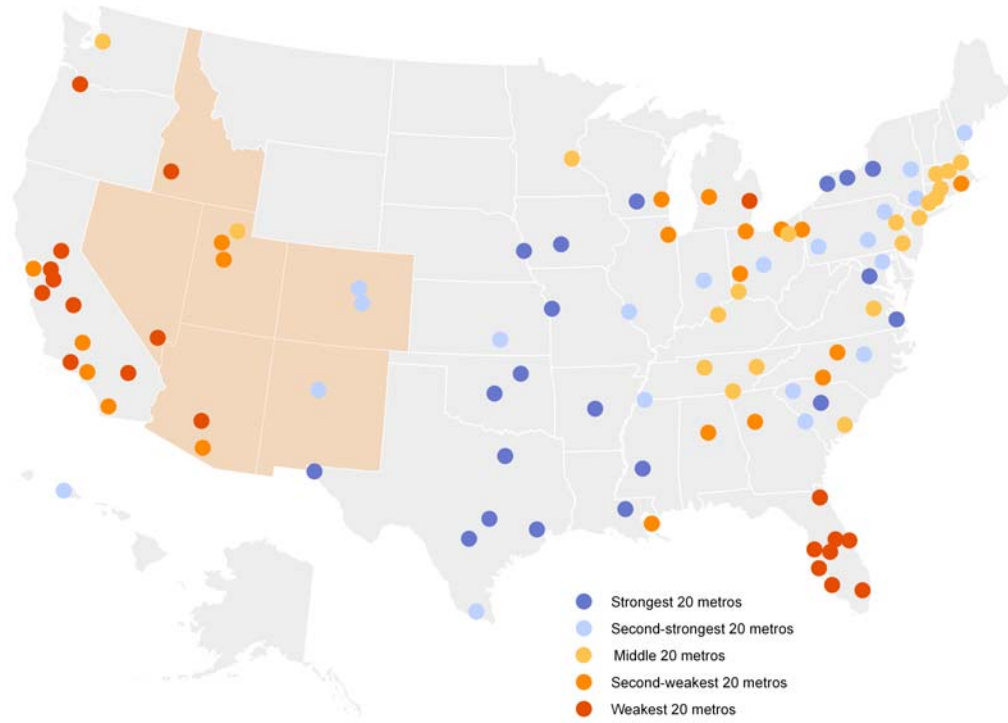 Strongest 20 metros
Second-strongest 20 metros
Middle 20 metros
Second-weakest 20 metros
Weakest 20 metros